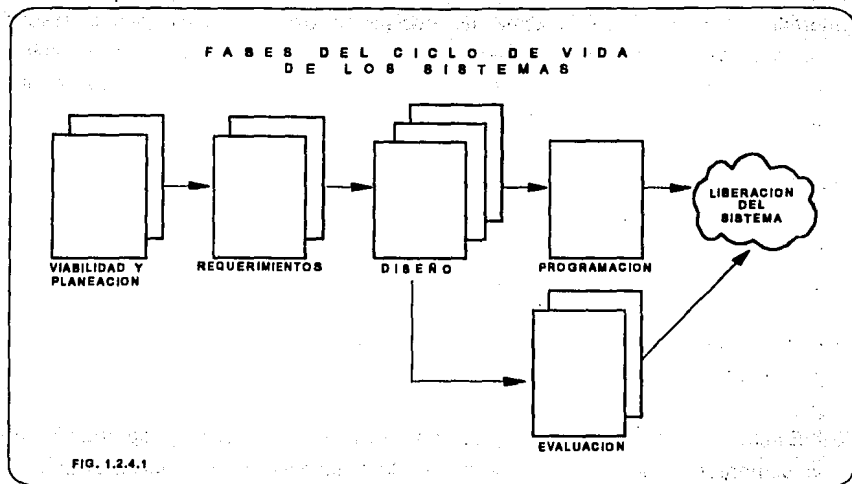 FASES DEL CICLO DE VIDA
DE LOS SISTEMAS
VIABILIDAD Y
PLANEACION
REQUERIMIENTOS
DISEÑO
PROGRAMACION
LIBERACION
DEL
SISTEMA
EVALUACION
FIG. 1.2.4.1